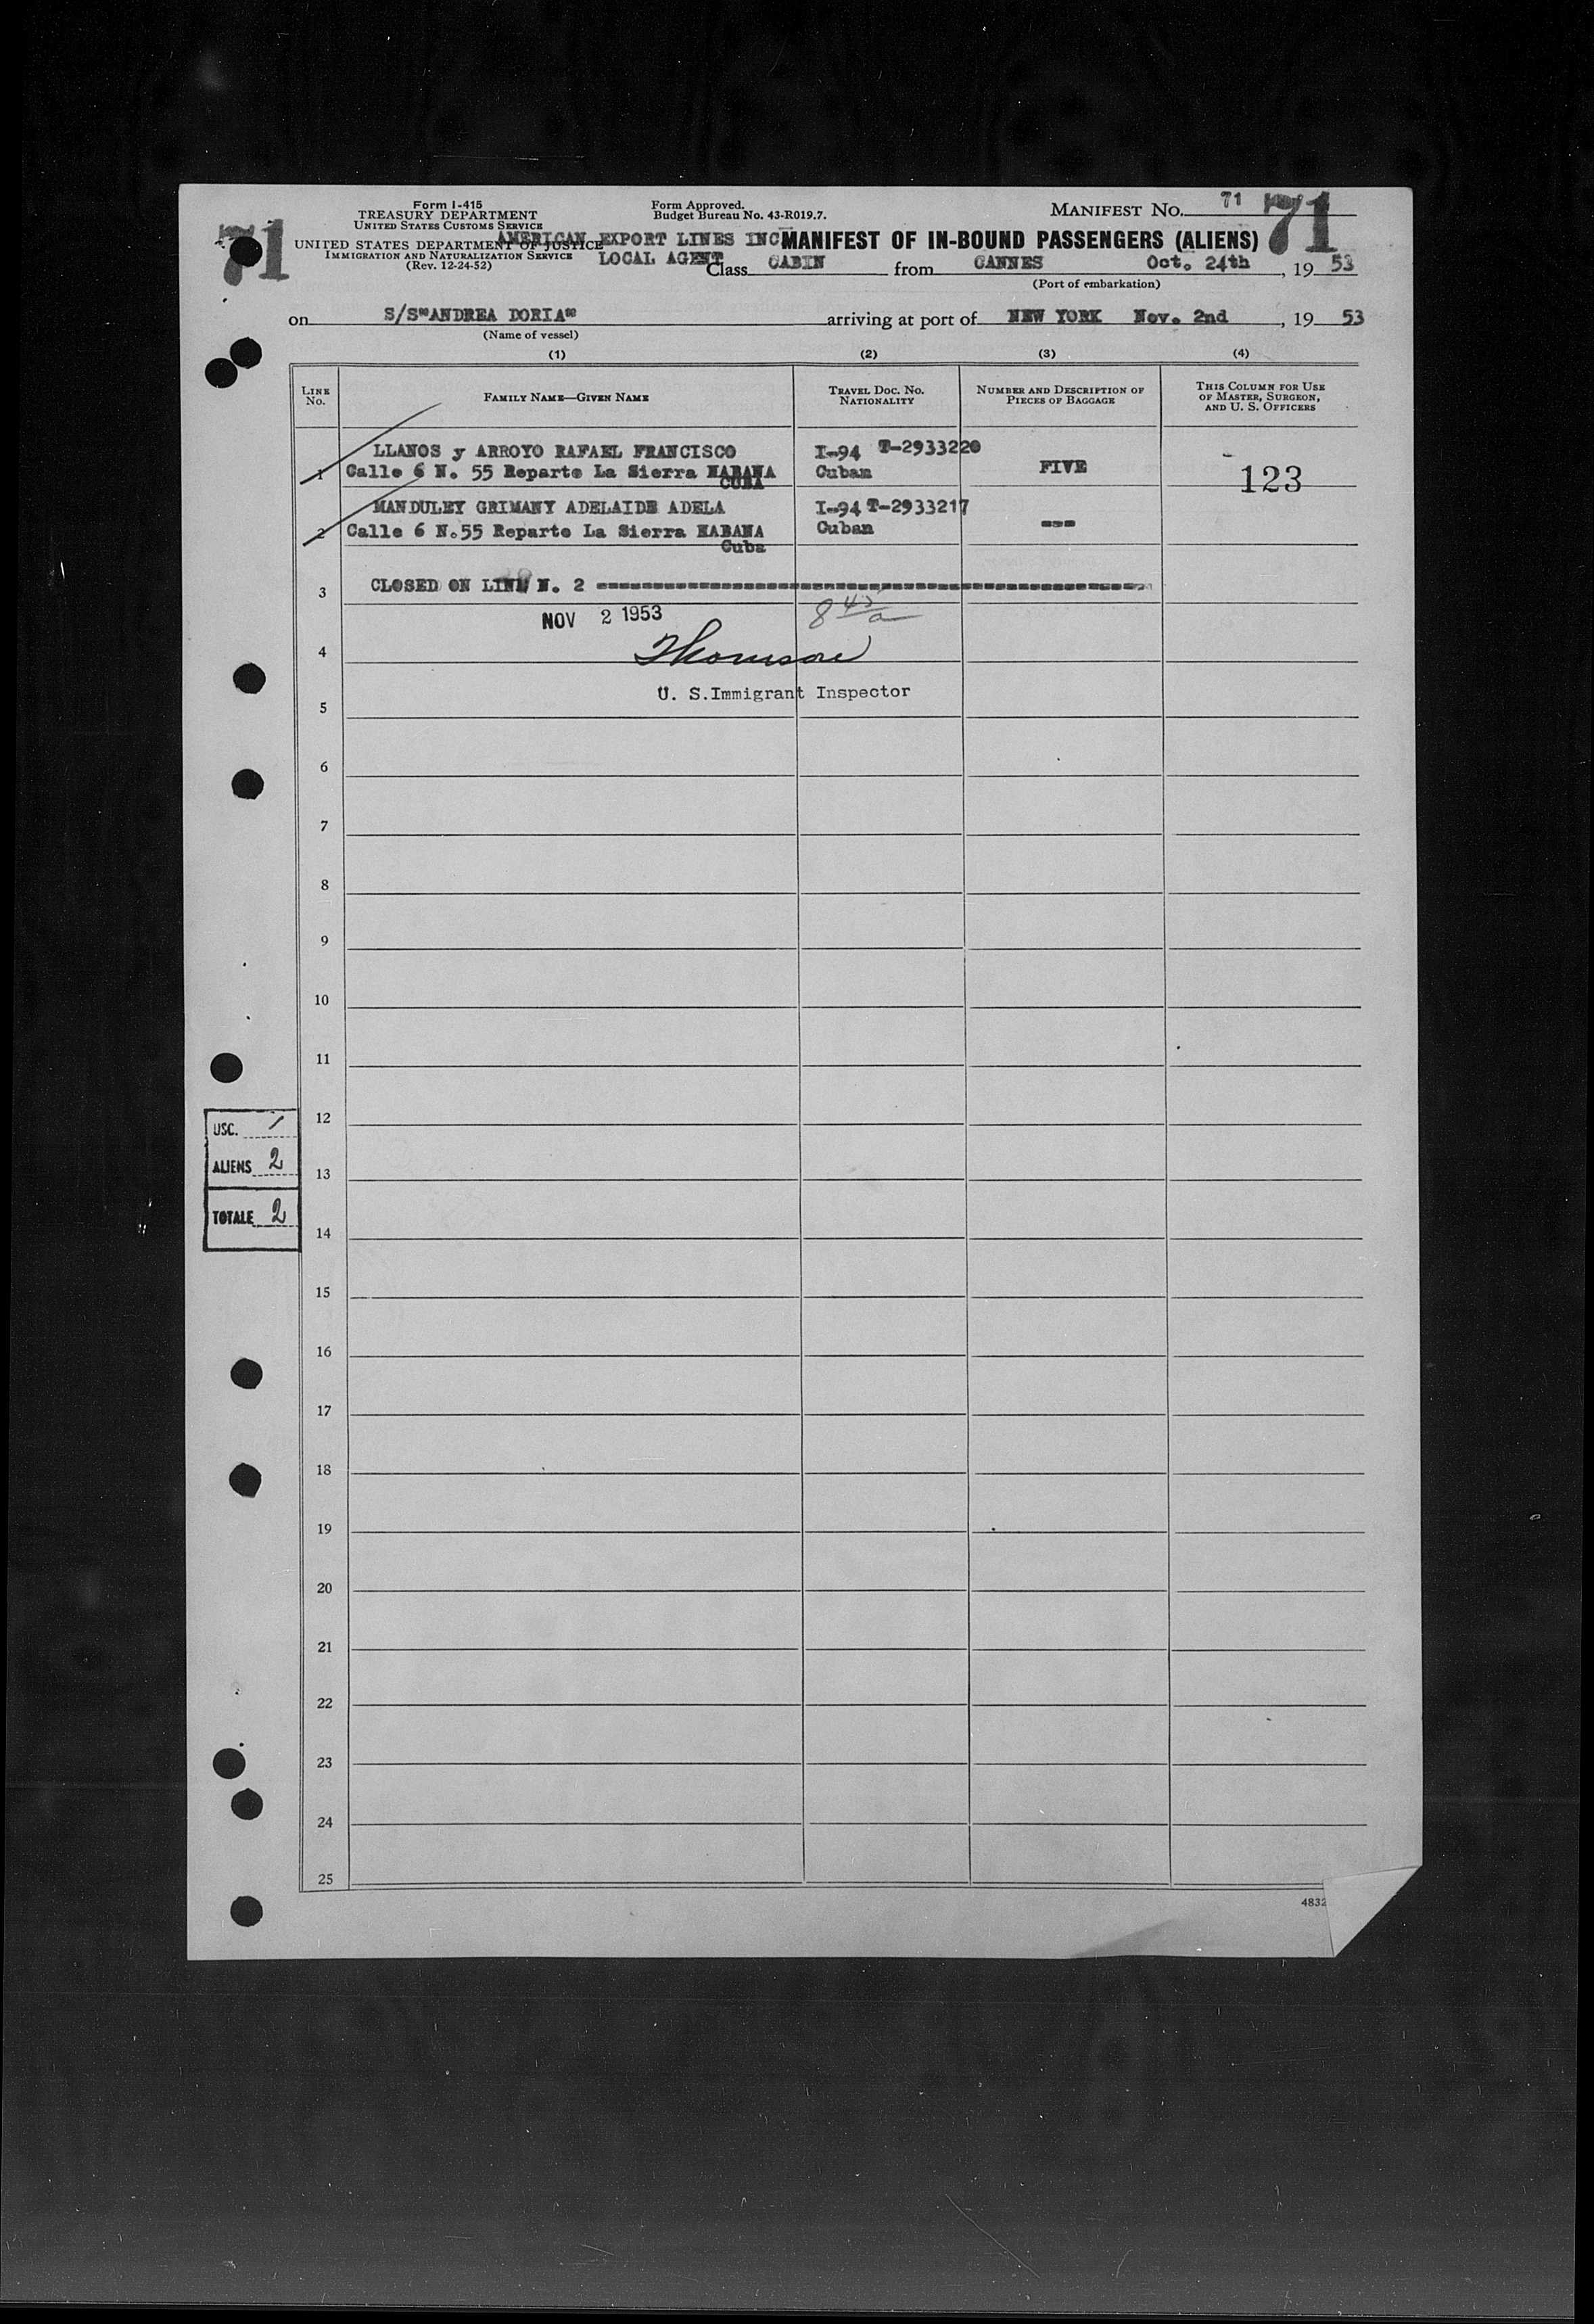 Form I-415
TREASURY DEPARTMENT
UNITED STATES CUSTOMS SERVICE
UNITED STATES DEPARTMENT OF JUSTICE
IMMIGRATION AND NATURALIZATION SERVICE
(Rev. 12-24-52)
Form Approved.
Budget Bureau No. 43-R019.7.
MANIFEST No. 71
71
71
AMERICAN EXPORT LINES INC
LOCAL AGENT
MANIFEST OF IN-BOUND PASSENGERS (ALIENS)
Class CABIN from CANNES Oct. 24th, 19 53
(Port of embarkation)
on S/S"ANDREA DORIA" arriving at port of NEW YORK Nov. 2nd, 19 53
(Name of vessel)
(1) (2) (3) (4)
LINE No. FAMILY NAME—GIVEN NAME TRAVEL DOC. NO. NATIONALITY NUMBER AND DESCRIPTION OF PIECES OF BAGGAGE THIS COLUMN FOR USE OF MASTER, SURGEON, AND U. S. OFFICERS
LLANOS y ARROYO RAFAEL FRANCISCO I-94 T-2933220
1 Calle 6 N. 55 Reparto La Sierra HABANA Cuban FIVE 123
CUBA
MANDULEY GRIMANY ADELAIDE ADELA I-94 T-2933217
2 Calle 6 N.55 Reparto La Sierra HABANA Cuban ---
Cuba
3 CLOSED ON LINE N. 2
NOV 2 1953 8 45/a
4 Thomson
U. S.Immigrant Inspector
5
6
7
8
9
10
11
12
13
14
15
16
17
18
19
20
21
22
23
24
25
USC. /
ALIENS 2
TOTALE 2
4832